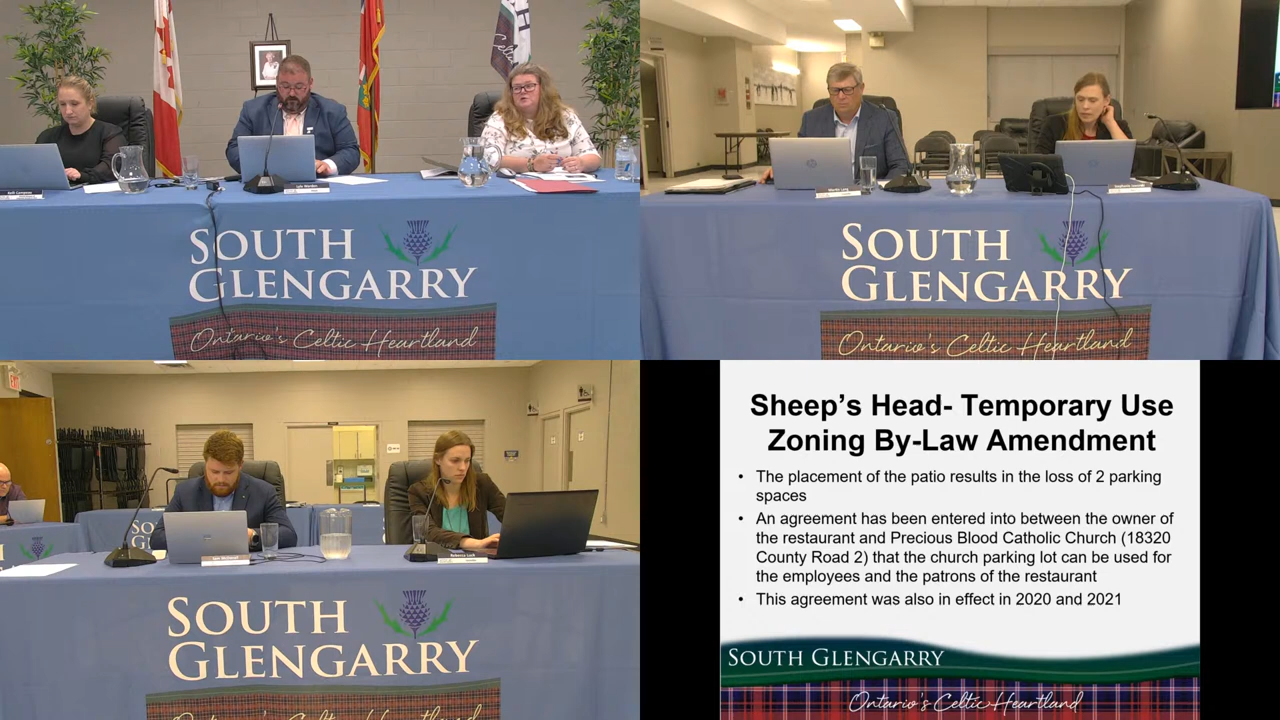 SOUTH
GLENGARRY
Ontario's Celtic Heartland
SOUTH
GLENGARRY
Ontario's Celtic Heartland
SOUTH
GLENGARRY
Sheep's Head- Temporary Use
Zoning By-Law Amendment
• The placement of the patio results in the loss of 2 parking
spaces
• An agreement has been entered into between the owner of
the restaurant and Precious Blood Catholic Church (18320
County Road 2) that the church parking lot can be used for
the employees and the patrons of the restaurant
• This agreement was also in effect in 2020 and 2021
SOUTH GLENGARRY
Ontario's Celtic Heartland